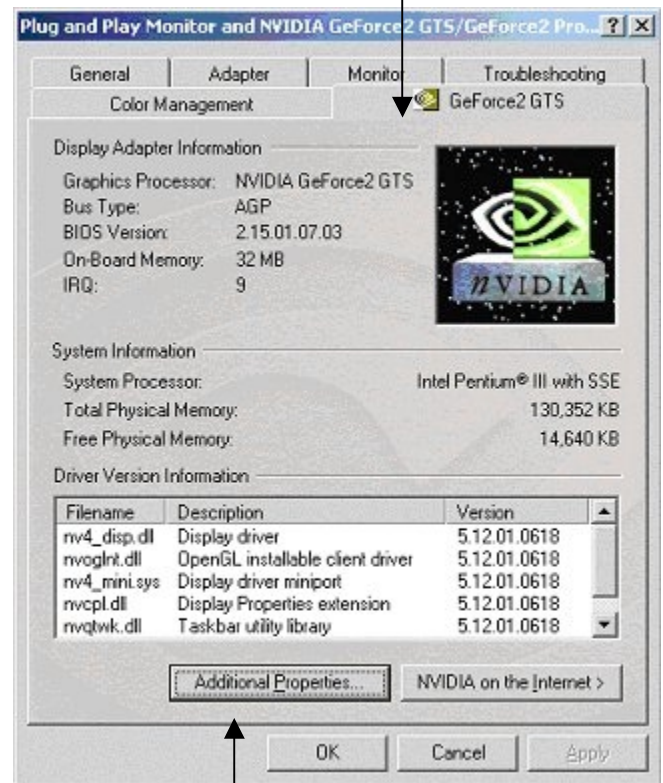 Plug and Play Monitor and NVIDIA GeForce2 GTS/GeForce2 Pro...
General Adapter Monitor Troubleshooting
Color Management GeForce2 GTS
Display Adapter Information
Graphics Processor: NVIDIA GeForce2 GTS
Bus Type: AGP
BIOS Version: 2.15.01.07.03
On-Board Memory: 32 MB
IRQ: 9
nVIDIA
System Information
System Processor: Intel Pentium® III with SSE
Total Physical Memory: 130,352 KB
Free Physical Memory: 14,640 KB
Driver Version Information
Filename Description Version
nv4_disp.dll Display driver 5.12.01.0618
nvoglnt.dll OpenGL installable client driver 5.12.01.0618
nv4_mini.sys Display driver miniport 5.12.01.0618
nvcpl.dll Display Properties extension 5.12.01.0618
nvqtwk.dll Taskbar utility library 5.12.01.0618
Additional Properties... NVIDIA on the Internet >
OK Cancel Apply